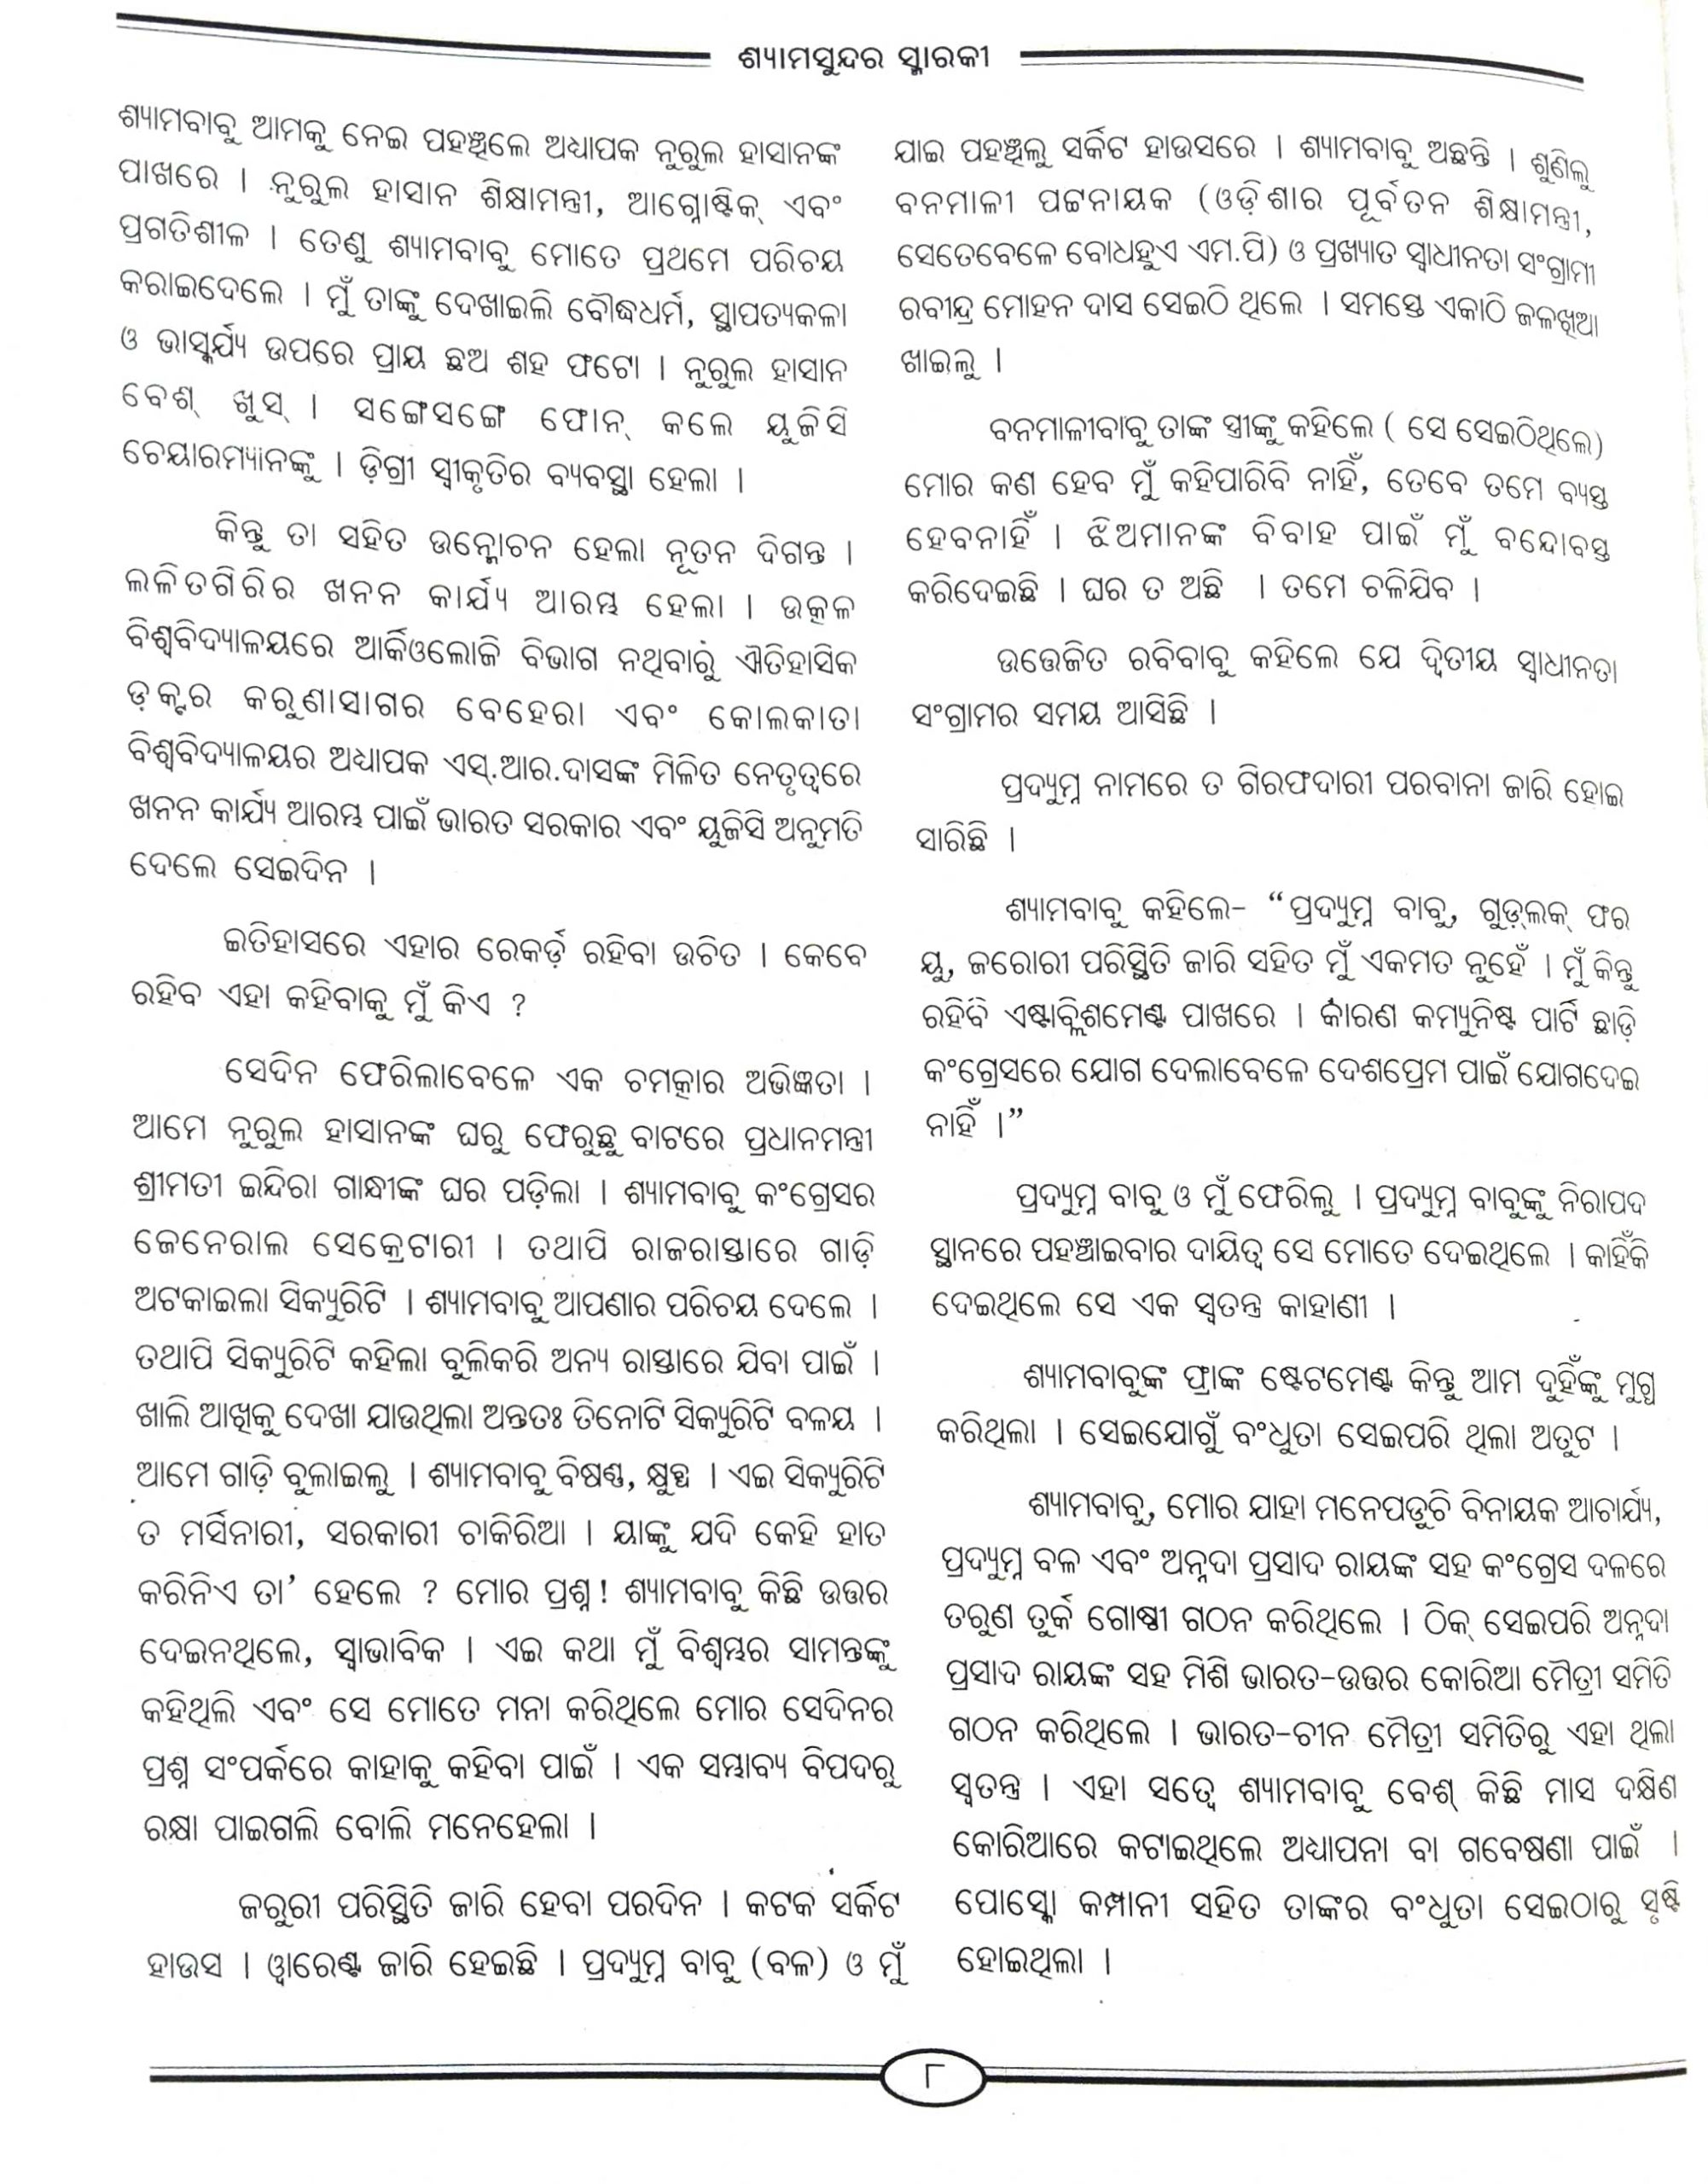 ଶ୍ୟାମସୁନ୍ଦର ସ୍ମାରକୀ
ଶ୍ୟାମବାବୁ ଆମକୁ ନେଇ ପହଞ୍ଚିଲେ ଅଧ୍ୟାପକ ନୁରୁଲ ହାସାନଙ୍କ
ପାଖରେ । ନୁରୁଲ ହାସାନ ଶିକ୍ଷାମନ୍ତ୍ରୀ, ଆଗ୍ନୋଷ୍ଟିକ୍ ଏବଂ
ପ୍ରଗତିଶୀଳ । ତେଣୁ ଶ୍ୟାମବାବୁ ମୋତେ ପ୍ରଥମେ ପରିଚୟ
କରାଇଦେଲେ । ମୁଁ ତାଙ୍କୁ ଦେଖାଇଲି ବୌଦ୍ଧଧର୍ମ, ସ୍ଥାପତ୍ୟକଳା
ଓ ଭାସ୍କର୍ଯ୍ୟ ଉପରେ ପ୍ରାୟ ଛଅ ଶହ ଫଟୋ । ନୁରୁଲ ହାସାନ
ବେଶ୍ ଖୁସ୍ । ସଙ୍ଗେସଙ୍ଗେ ଫୋନ୍ କଲେ ୟୁଜିସି
ଚେୟାରମ୍ୟାନଙ୍କୁ । ଡ଼ିଗ୍ରୀ ସ୍ୱୀକୃତିର ବ୍ୟବସ୍ଥା ହେଲା ।
କିନ୍ତୁ ତା ସହିତ ଉନ୍ମୋଚନ ହେଲା ନୂତନ ଦିଗନ୍ତ ।
ଲଳିତଗିରିର ଖନନ କାର୍ଯ୍ୟ ଆରମ୍ଭ ହେଲା । ଉତ୍କଳ
ବିଶ୍ୱବିଦ୍ୟାଳୟରେ ଆର୍କିଓଲୋଜି ବିଭାଗ ନଥିବାରୁ ଐତିହାସିକ
ଡ଼କ୍ଟର କରୁଣାସାଗର ବେହେରା ଏବଂ କୋଲକାତା
ବିଶ୍ୱବିଦ୍ୟାଳୟର ଅଧ୍ୟାପକ ଏସ୍.ଆର.ଦାସଙ୍କ ମିଳିତ ନେତୃତ୍ୱରେ
ଖନନ କାର୍ଯ୍ୟ ଆରମ୍ଭ ପାଇଁ ଭାରତ ସରକାର ଏବଂ ୟୁଜିସି ଅନୁମତି
ଦେଲେ ସେଇଦିନ ।
ଇତିହାସରେ ଏହାର ରେକର୍ଡ଼ ରହିବା ଉଚିତ । କେବେ
ରହିବ ଏହା କହିବାକୁ ମୁଁ କିଏ ?
ସେଦିନ ଫେରିଲାବେଳେ ଏକ ଚମତ୍କାର ଅଭିଜ୍ଞତା ।
ଆମେ ନୁରୁଲ ହାସାନଙ୍କ ଘରୁ ଫେରୁଛୁ ବାଟରେ ପ୍ରଧାନମନ୍ତ୍ରୀ
ଶ୍ରୀମତୀ ଇନ୍ଦିରା ଗାନ୍ଧୀଙ୍କ ଘର ପଡ଼ିଲା । ଶ୍ୟାମବାବୁ କଂଗ୍ରେସର
ଜେନେରାଲ ସେକ୍ରେଟାରୀ । ତଥାପି ରାଜରାସ୍ତାରେ ଗାଡ଼ି
ଅଟକାଇଲା ସିକ୍ୟୁରିଟି । ଶ୍ୟାମବାବୁ ଆପଣାର ପରିଚୟ ଦେଲେ ।
ତଥାପି ସିକ୍ୟୁରିଟି କହିଲା ବୁଲିକରି ଅନ୍ୟ ରାସ୍ତାରେ ଯିବା ପାଇଁ ।
ଖାଲି ଆଖିକୁ ଦେଖା ଯାଉଥିଲା ଅନ୍ତତଃ ତିନୋଟି ସିକ୍ୟୁରିଟି ବଳୟ ।
ଆମେ ଗାଡ଼ି ବୁଲାଇଲୁ । ଶ୍ୟାମବାବୁ ବିଷଣ୍ଣ, କ୍ଷୁବ୍ଧ । ଏଇ ସିକ୍ୟୁରିଟି
ତ ମର୍ସିନାରୀ, ସରକାରୀ ଚାକିରିଆ । ୟାଙ୍କୁ ଯଦି କେହି ହାତ
କରିନିଏ ତା’ ହେଲେ ? ମୋର ପ୍ରଶ୍ନ! ଶ୍ୟାମବାବୁ କିଛି ଉତ୍ତର
ଦେଇନଥିଲେ, ସ୍ୱାଭାବିକ । ଏଇ କଥା ମୁଁ ବିଶ୍ୱମ୍ଭର ସାମନ୍ତଙ୍କୁ
କହିଥିଲି ଏବଂ ସେ ମୋତେ ମନା କରିଥିଲେ ମୋର ସେଦିନର
ପ୍ରଶ୍ନ ସଂପର୍କରେ କାହାକୁ କହିବା ପାଇଁ । ଏକ ସମ୍ଭାବ୍ୟ ବିପଦରୁ
ରକ୍ଷା ପାଇଗଲି ବୋଲି ମନେହେଲା ।
ଜରୁରୀ ପରିସ୍ଥିତି ଜାରି ହେବା ପରଦିନ । କଟକ ସର୍କିଟ
ହାଉସ । ୱାରେଣ୍ଟ ଜାରି ହେଇଛି । ପ୍ରଦ୍ୟୁମ୍ନ ବାବୁ (ବଳ) ଓ ମୁଁ
ଯାଇ ପହଞ୍ଚିଲୁ ସର୍କିଟ ହାଉସରେ । ଶ୍ୟାମବାବୁ ଅଛନ୍ତି । ଶୁଣିଲୁ
ବନମାଳୀ ପଟ୍ଟନାୟକ (ଓଡ଼ିଶାର ପୂର୍ବତନ ଶିକ୍ଷାମନ୍ତ୍ରୀ,
ସେତେବେଳେ ବୋଧହୁଏ ଏମ.ପି) ଓ ପ୍ରଖ୍ୟାତ ସ୍ୱାଧୀନତା ସଂଗ୍ରାମୀ
ରବୀନ୍ଦ୍ର ମୋହନ ଦାସ ସେଇଠି ଥିଲେ । ସମସ୍ତେ ଏକାଠି ଜଳଖିଆ
ଖାଇଲୁ ।
ବନମାଳୀବାବୁ ତାଙ୍କ ସ୍ତ୍ରୀଙ୍କୁ କହିଲେ ( ସେ ସେଇଠିଥିଲେ)
ମୋର କଣ ହେବ ମୁଁ କହିପାରିବି ନାହିଁ, ତେବେ ତମେ ବ୍ୟସ୍ତ
ହେବନାହିଁ । ଝିଅମାନଙ୍କ ବିବାହ ପାଇଁ ମୁଁ ବନ୍ଦୋବସ୍ତ
କରିଦେଇଛି । ଘର ତ ଅଛି । ତମେ ଚଳିଯିବ ।
ଉତ୍ତେଜିତ ରବିବାବୁ କହିଲେ ଯେ ଦ୍ୱିତୀୟ ସ୍ୱାଧୀନତା
ସଂଗ୍ରାମର ସମୟ ଆସିଛି ।
ପ୍ରଦ୍ୟୁମ୍ନ ନାମରେ ତ ଗିରଫଦାରୀ ପରବାନା ଜାରି ହୋଇ
ସାରିଛି ।
ଶ୍ୟାମବାବୁ କହିଲେ- “ପ୍ରଦ୍ୟୁମ୍ନ ବାବୁ, ଗୁଡ଼୍‌ଲକ୍ ଫର
ୟୁ, ଜରୋରୀ ପରିସ୍ଥିତି ଜାରି ସହିତ ମୁଁ ଏକମତ ନୁହେଁ । ମୁଁ କିନ୍ତୁ
ରହିବି ଏଷ୍ଟାବ୍ଲିଶମେଣ୍ଟ ପାଖରେ । କାରଣ କମ୍ୟୁନିଷ୍ଟ ପାର୍ଟି ଛାଡ଼ି
କଂଗ୍ରେସରେ ଯୋଗ ଦେଲାବେଳେ ଦେଶପ୍ରେମ ପାଇଁ ଯୋଗଦେଇ
ନାହିଁ ।”
ପ୍ରଦ୍ୟୁମ୍ନ ବାବୁ ଓ ମୁଁ ଫେରିଲୁ । ପ୍ରଦ୍ୟୁମ୍ନ ବାବୁଙ୍କୁ ନିରାପଦ
ସ୍ଥାନରେ ପହଞ୍ଚାଇବାର ଦାୟିତ୍ୱ ସେ ମୋତେ ଦେଇଥିଲେ । କାହିଁକି
ଦେଇଥିଲେ ସେ ଏକ ସ୍ୱତନ୍ତ୍ର କାହାଣୀ ।
ଶ୍ୟାମବାବୁଙ୍କ ଫ୍ରାଙ୍କ ଷ୍ଟେଟମେଣ୍ଟ କିନ୍ତୁ ଆମ ଦୁହିଁଙ୍କୁ ମୁଗ୍ଧ
କରିଥିଲା । ସେଇଯୋଗୁଁ ବଂଧୁତା ସେଇପରି ଥିଲା ଅତୁଟ ।
ଶ୍ୟାମବାବୁ, ମୋର ଯାହା ମନେପଡୁଚି ବିନାୟକ ଆଚାର୍ଯ୍ୟ,
ପ୍ରଦ୍ୟୁମ୍ନ ବଳ ଏବଂ ଅନ୍ନଦା ପ୍ରସାଦ ରାୟଙ୍କ ସହ କଂଗ୍ରେସ ଦଳରେ
ତରୁଣ ତୁର୍କ ଗୋଷ୍ଠୀ ଗଠନ କରିଥିଲେ । ଠିକ୍ ସେଇପରି ଅନ୍ନଦା
ପ୍ରସାଦ ରାୟଙ୍କ ସହ ମିଶି ଭାରତ-ଉତ୍ତର କୋରିଆ ମୈତ୍ରୀ ସମିତି
ଗଠନ କରିଥିଲେ । ଭାରତ-ଚୀନ ମୈତ୍ରୀ ସମିତିରୁ ଏହା ଥିଲା
ସ୍ୱତନ୍ତ୍ର । ଏହା ସତ୍ତ୍ୱେ ଶ୍ୟାମବାବୁ ବେଶ୍ କିଛି ମାସ ଦକ୍ଷିଣ
କୋରିଆରେ କଟାଇଥିଲେ ଅଧ୍ୟାପନା ବା ଗବେଷଣା ପାଇଁ ।
ପୋସ୍କୋ କମ୍ପାନୀ ସହିତ ତାଙ୍କର ବଂଧୁତା ସେଇଠାରୁ ସୃଷ୍ଟି
ହୋଇଥିଲା ।
୮